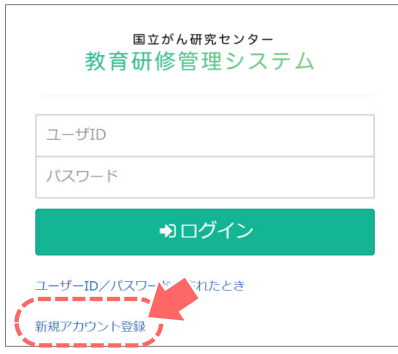 国立がん研究センター
教育研修管理システム
ユーザID
パスワード
ログイン
ユーザーID/パスワード れたとき
新規アカウント登録